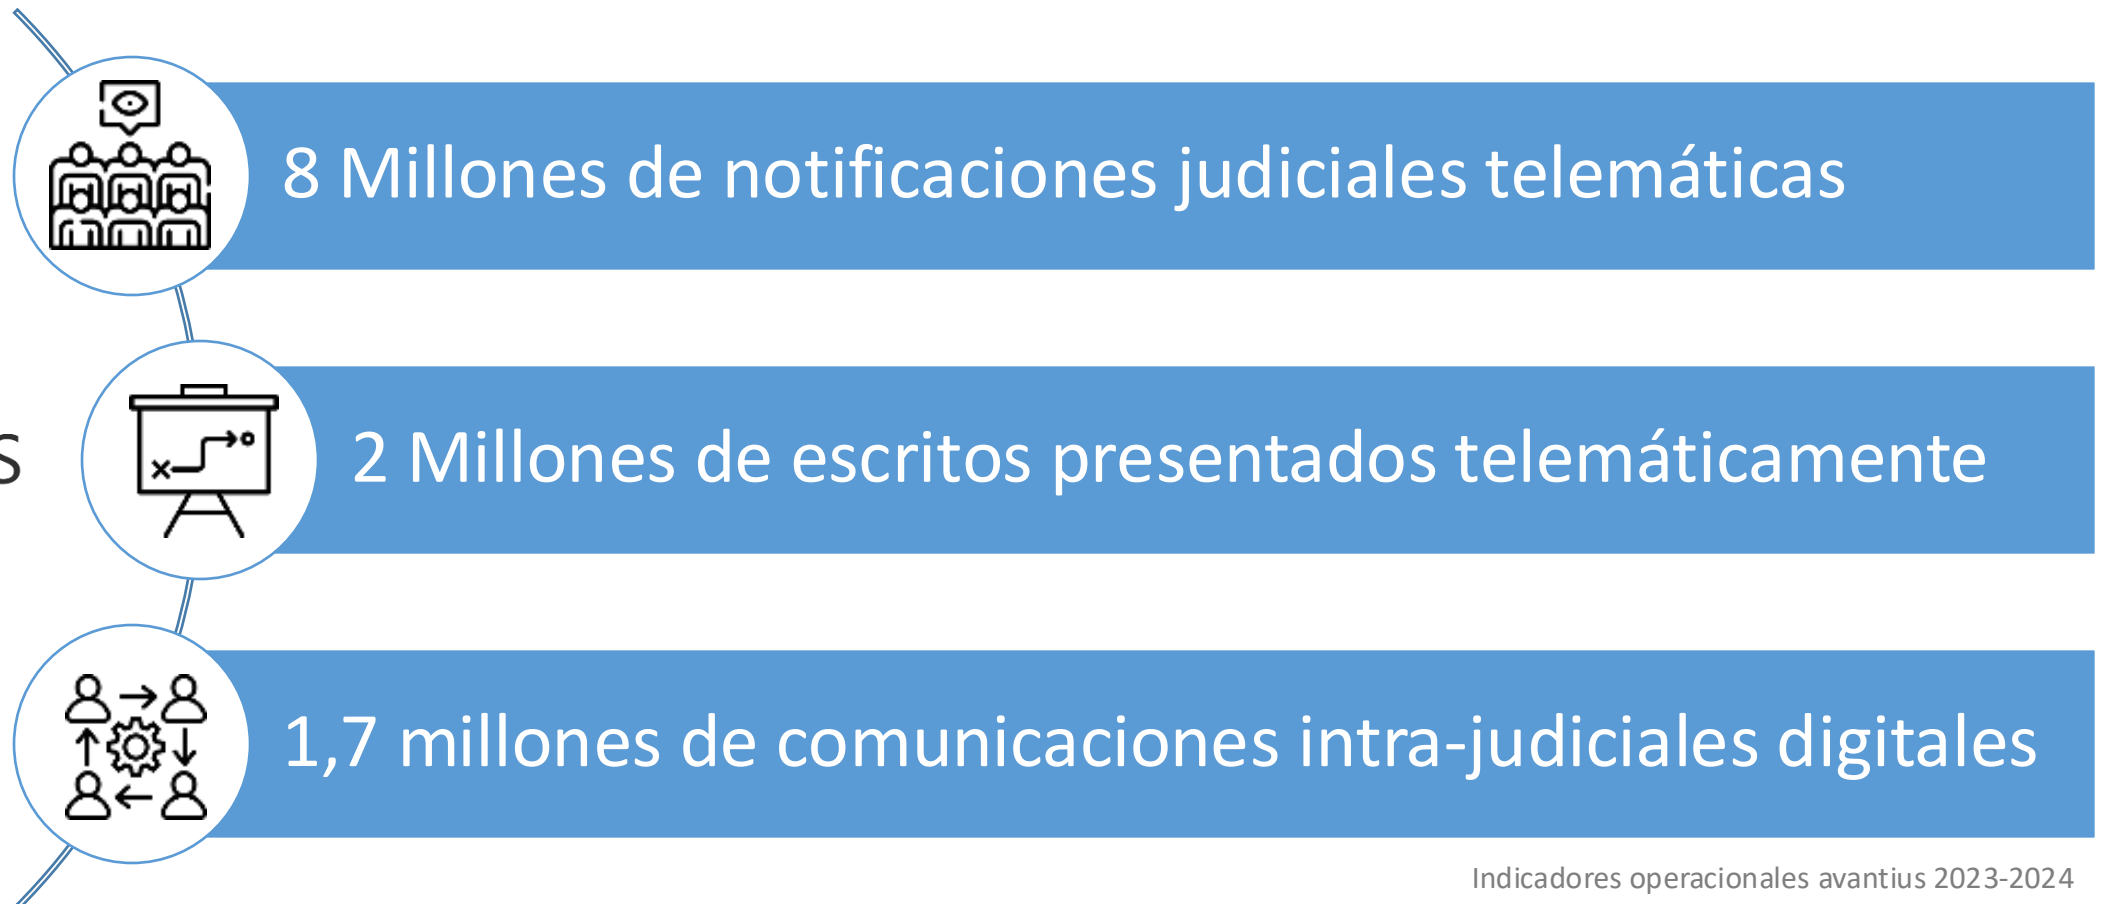 8 Millones de notificaciones judiciales telemáticas
2 Millones de escritos presentados telemáticamente
1,7 millones de comunicaciones intra-judiciales digitales
Indicadores operacionales avantius 2023-2024